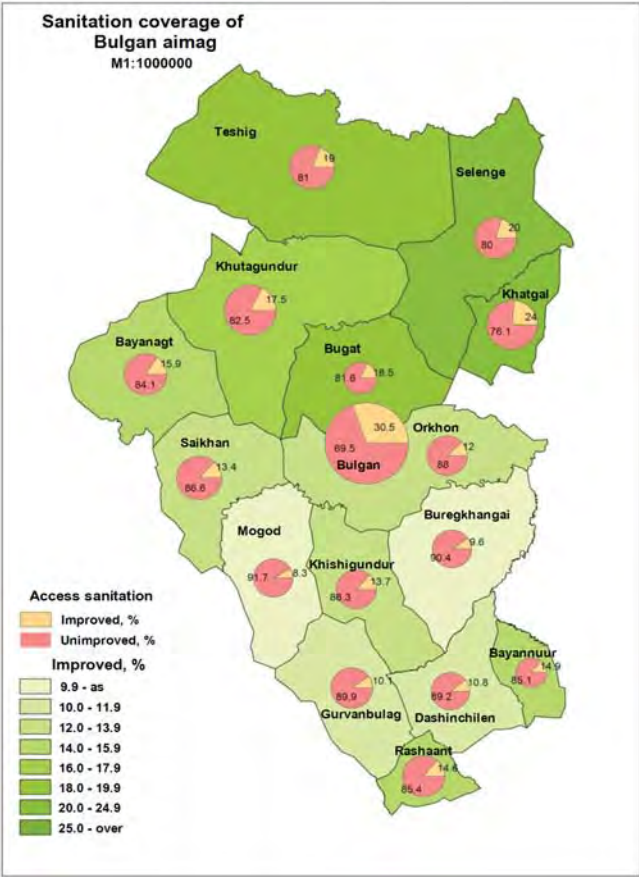 Sanitation coverage of
Bulgan aimag
M1:1000000
Teshig
19
81
Selenge
20
80
Khutagundur
17.5
82.5
Khatgal
24
76.1
Bayanagt
15.9
84.1
Bugat
81.6
18.5
30.5
69.5
Bulgan
Orkhon
12
88
Saikhan
13.4
86.6
Buregkhangai
9.6
90.4
Mogod
91.7
8.3
Khishigundur
13.7
86.3
Bayannuur
14.9
85.1
10.1
89.9
Gurvanbulag
10.8
89.2
Dashinchilen
Rashaant
14.6
85.4
Access sanitation
Improved, %
Unimproved, %
Improved, %
9.9 - as
10.0 - 11.9
12.0 - 13.9
14.0 - 15.9
16.0 - 17.9
18.0 - 19.9
20.0 - 24.9
25.0 - over